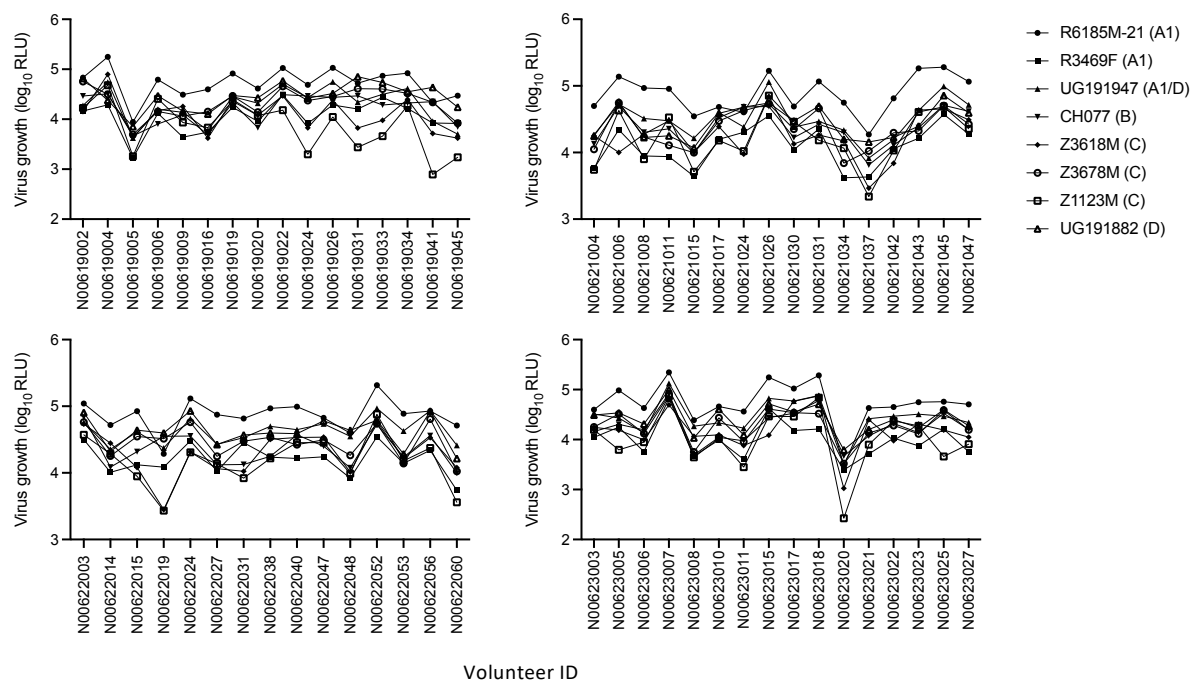 6
5
4
3
2
Virus growth (log10 RLU)
N00619002
N00619004
N00619005
N00619006
N00619009
N00619016
N00619019
N00619020
N00619022
N00619024
N00619026
N00619031
N00619033
N00619034
N00619041
N00619045
6
5
4
3
Virus growth (log10 RLU)
N00621004
N00621006
N00621008
N00621011
N00621015
N00621017
N00621024
N00621026
N00621030
N00621031
N00621034
N00621037
N00621042
N00621043
N00621045
N00621047
R6185M-21 (A1)
R3469F (A1)
UG191947 (A1/D)
CH077 (B)
Z3618M (C)
Z3678M (C)
Z1123M (C)
UG191882 (D)
6
5
4
3
Virus growth (log10 RLU)
N00622003
N00622014
N00622015
N00622019
N00622024
N00622027
N00622031
N00622038
N00622040
N00622047
N00622048
N00622052
N00622053
N00622056
N00622060
6
5
4
3
2
Virus growth (log10 RLU)
N00623003
N00623005
N00623006
N00623007
N00623008
N00623010
N00623011
N00623015
N00623017
N00623018
N00623020
N00623021
N00623022
N00623023
N00623025
N00623027
Volunteer ID